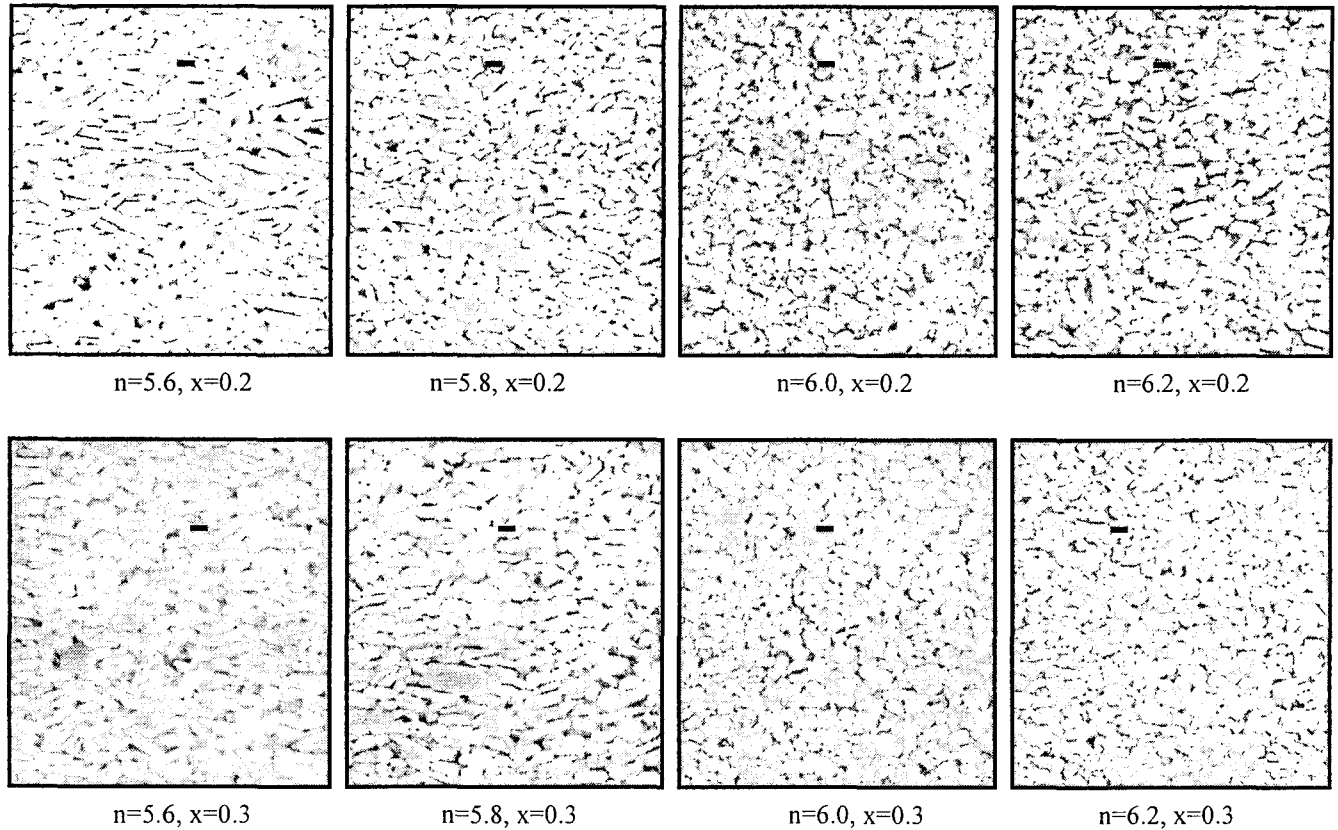 n=5.6, x=0.2
n=5.8, x=0.2
n=6.0, x=0.2
n=6.2, x=0.2
n=5.6, x=0.3
n=5.8, x=0.3
n=6.0, x=0.3
n=6.2, x=0.3